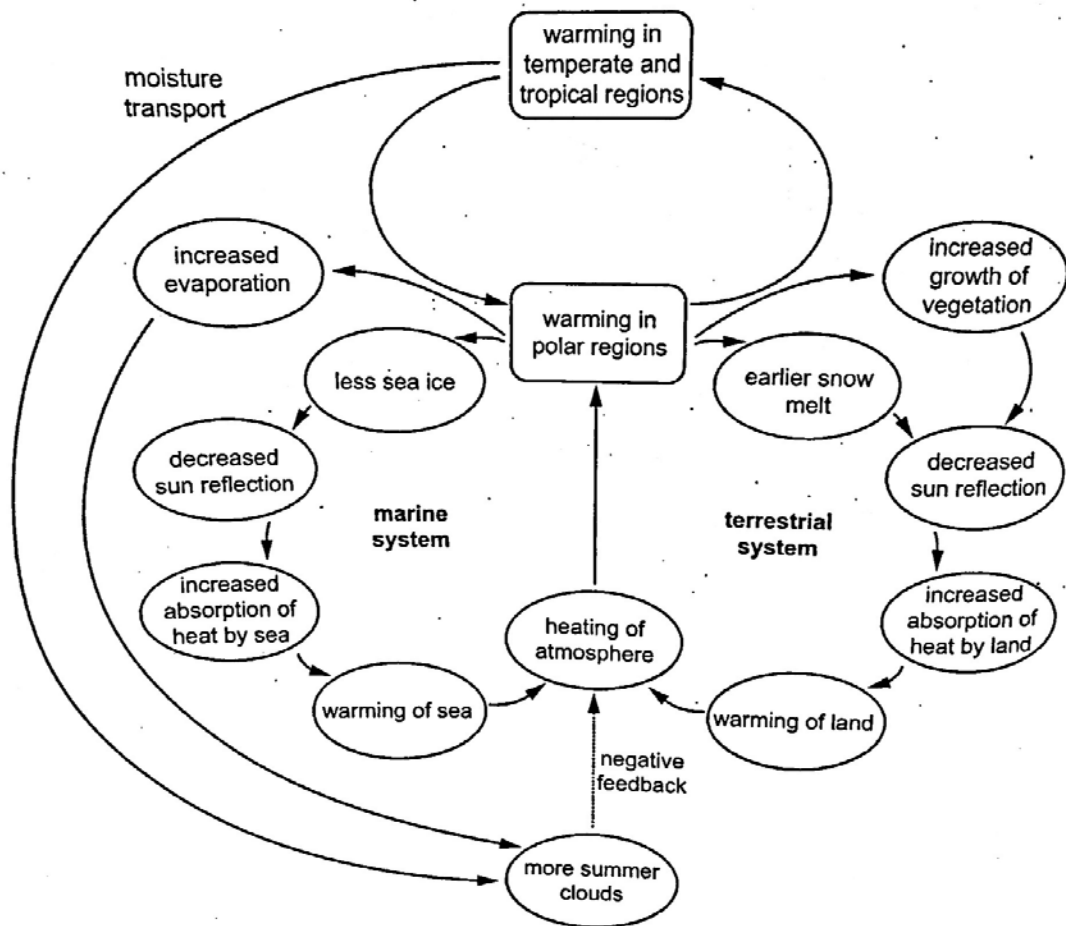 warming in
temperate and
tropical regions
moisture
transport
increased
evaporation
increased
growth of
vegetation
warming in
polar regions
less sea ice
earlier snow
melt
decreased
sun reflection
decreased
sun reflection
marine
system
terrestrial
system
increased
absorption of
heat by sea
heating of
atmosphere
increased
absorption of
heat by land
warming of sea
warming of land
negative
feedback
more summer
clouds